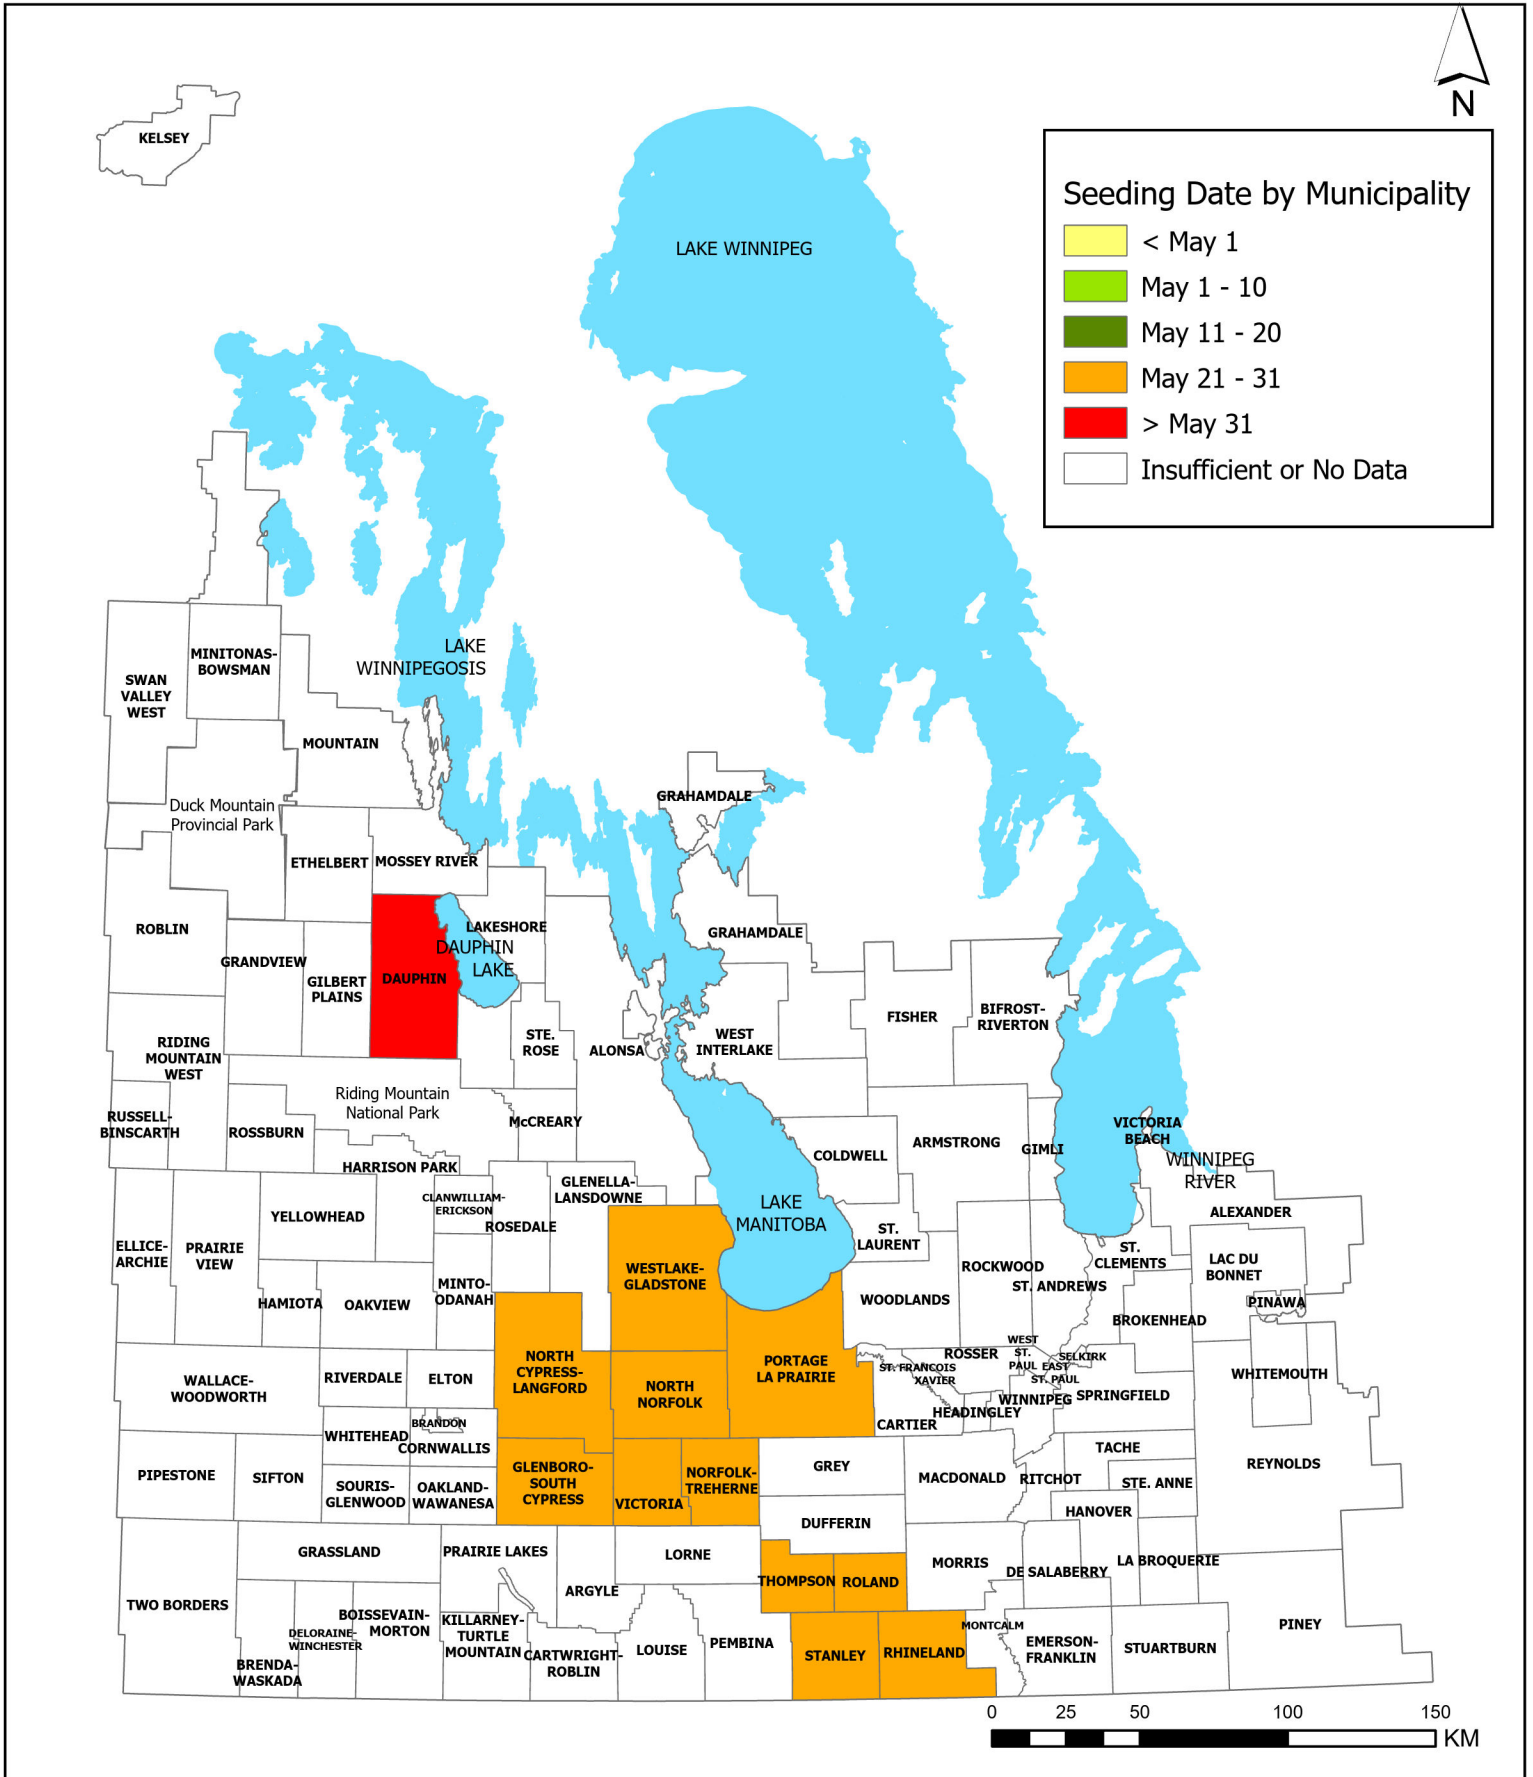 N
KELSEY
Seeding Date by Municipality
< May 1
May 1 - 10
May 11 - 20
May 21 - 31
> May 31
Insufficient or No Data
LAKE WINNIPEG
LAKE
WINNIPEGOSIS
MINITONAS-
BOWSMAN
SWAN
VALLEY
WEST
MOUNTAIN
Duck Mountain
Provincial Park
GRAHAMDALE
ETHELBERT
MOSSEY RIVER
ROBLIN
LAKESHORE
GRAHAMDALE
DAUPHIN
LAKE
GRANDVIEW
GILBERT
PLAINS
DAUPHIN
FISHER
BIFROST-
RIVERTON
STE.
ROSE
ALONSA
WEST
INTERLAKE
RIDING
MOUNTAIN
WEST
Riding Mountain
National Park
RUSSELL-
BINSCARTH
ROSSBURN
McCREARY
VICTORIA
BEACH
ARMSTRONG
GIMLI
COLDWELL
WINNIPEG
RIVER
HARRISON PARK
GLENELLA-
LANSDOWNE
CLANWILLIAM-
ERICKSON
ROSEDALE
YELLOWHEAD
LAKE
MANITOBA
ALEXANDER
ST.
LAURENT
ELLICE-
ARCHIE
PRAIRIE
VIEW
ST.
CLEMENTS
LAC DU
BONNET
WESTLAKE-
GLADSTONE
ROCKWOOD
ST. ANDREWS
HAMIOTA
OAKVIEW
MINTO-
ODANAH
WOODLANDS
PINAWA
BROKENHEAD
WEST
ST.
PAUL
ROSSER
SELKIRK
EAST
ST. PAUL
ST. FRANCOIS
XAVIER
NORTH
CYPRESS-
LANGFORD
PORTAGE
LA PRAIRIE
WHITEMOUTH
WALLACE-
WOODWORTH
RIVERDALE
ELTON
NORTH
NORFOLK
WINNIPEG
SPRINGFIELD
HEADINGLEY
CARTIER
BRANDON
WHITEHEAD
CORNWALLIS
TACHE
PIPESTONE
SIFTON
GLENBORO-
SOUTH
CYPRESS
NORFOLK-
TREHERNE
GREY
MACDONALD
RITCHOT
STE. ANNE
REYNOLDS
SOURIS-
GLENWOOD
OAKLAND-
WAWANESA
VICTORIA
HANOVER
DUFFERIN
GRASSLAND
PRAIRIE LAKES
LORNE
MORRIS
DE SALABERRY
LA BROQUERIE
THOMPSON
ROLAND
ARGYLE
TWO BORDERS
BOISSEVAIN-
MORTON
KILLARNEY-
TURTLE
MOUNTAIN
DELORAINE-
WINCHESTER
MONTCALM
PINEY
BRENDA-
WASKADA
CARTWRIGHT-
ROBLIN
LOUISE
PEMBINA
STANLEY
RHINELAND
EMERSON-
FRANKLIN
STUARTBURN
0 25 50 100 150
KM